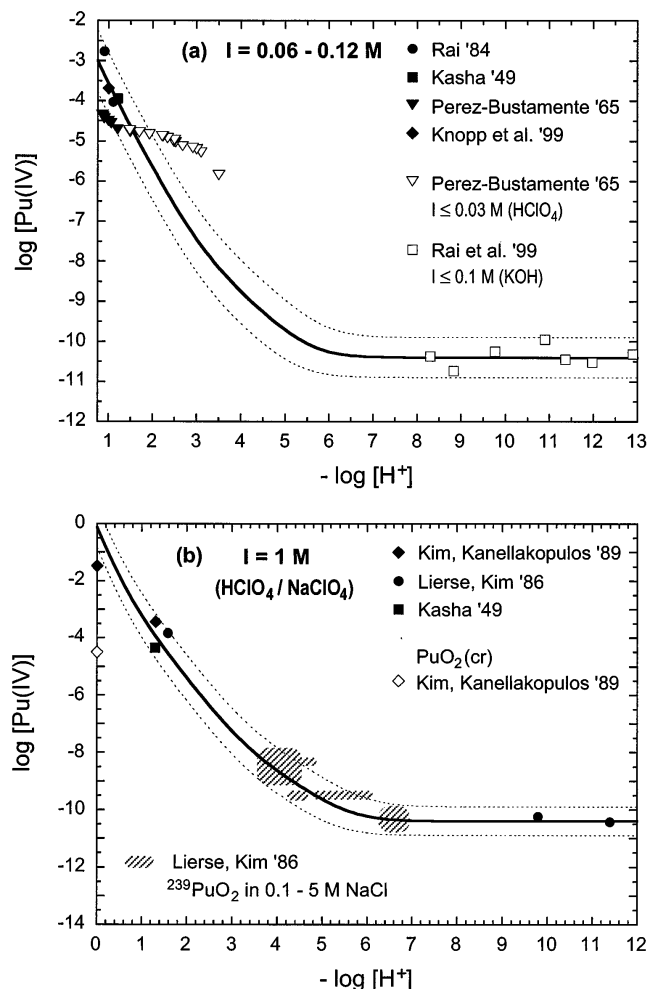 -2
(a) I = 0.06 - 0.12 M
Rai '84
-3
Kasha '49
-4
Perez-Bustamente '65
-5
Knopp et al. '99
-6
Perez-Bustamente '65
I ≤ 0.03 M (HClO₄)
-7
-8
Rai et al. '99
I ≤ 0.1 M (KOH)
-9
-10
-11
-12
log [Pu(IV)]
1 2 3 4 5 6 7 8 9 10 11 12 13
- log [H⁺]
0
(b) I = 1 M
(HClO₄ / NaClO₄)
Kim, Kanellakopulos '89
Lierse, Kim '86
Kasha '49
-2
PuO₂(cr)
Kim, Kanellakopulos '89
-4
-6
-8
-10
-12
-14
log [Pu(IV)]
Lierse, Kim '86
²³⁹PuO₂ in 0.1 - 5 M NaCl
0 1 2 3 4 5 6 7 8 9 10 11 12
- log [H⁺]